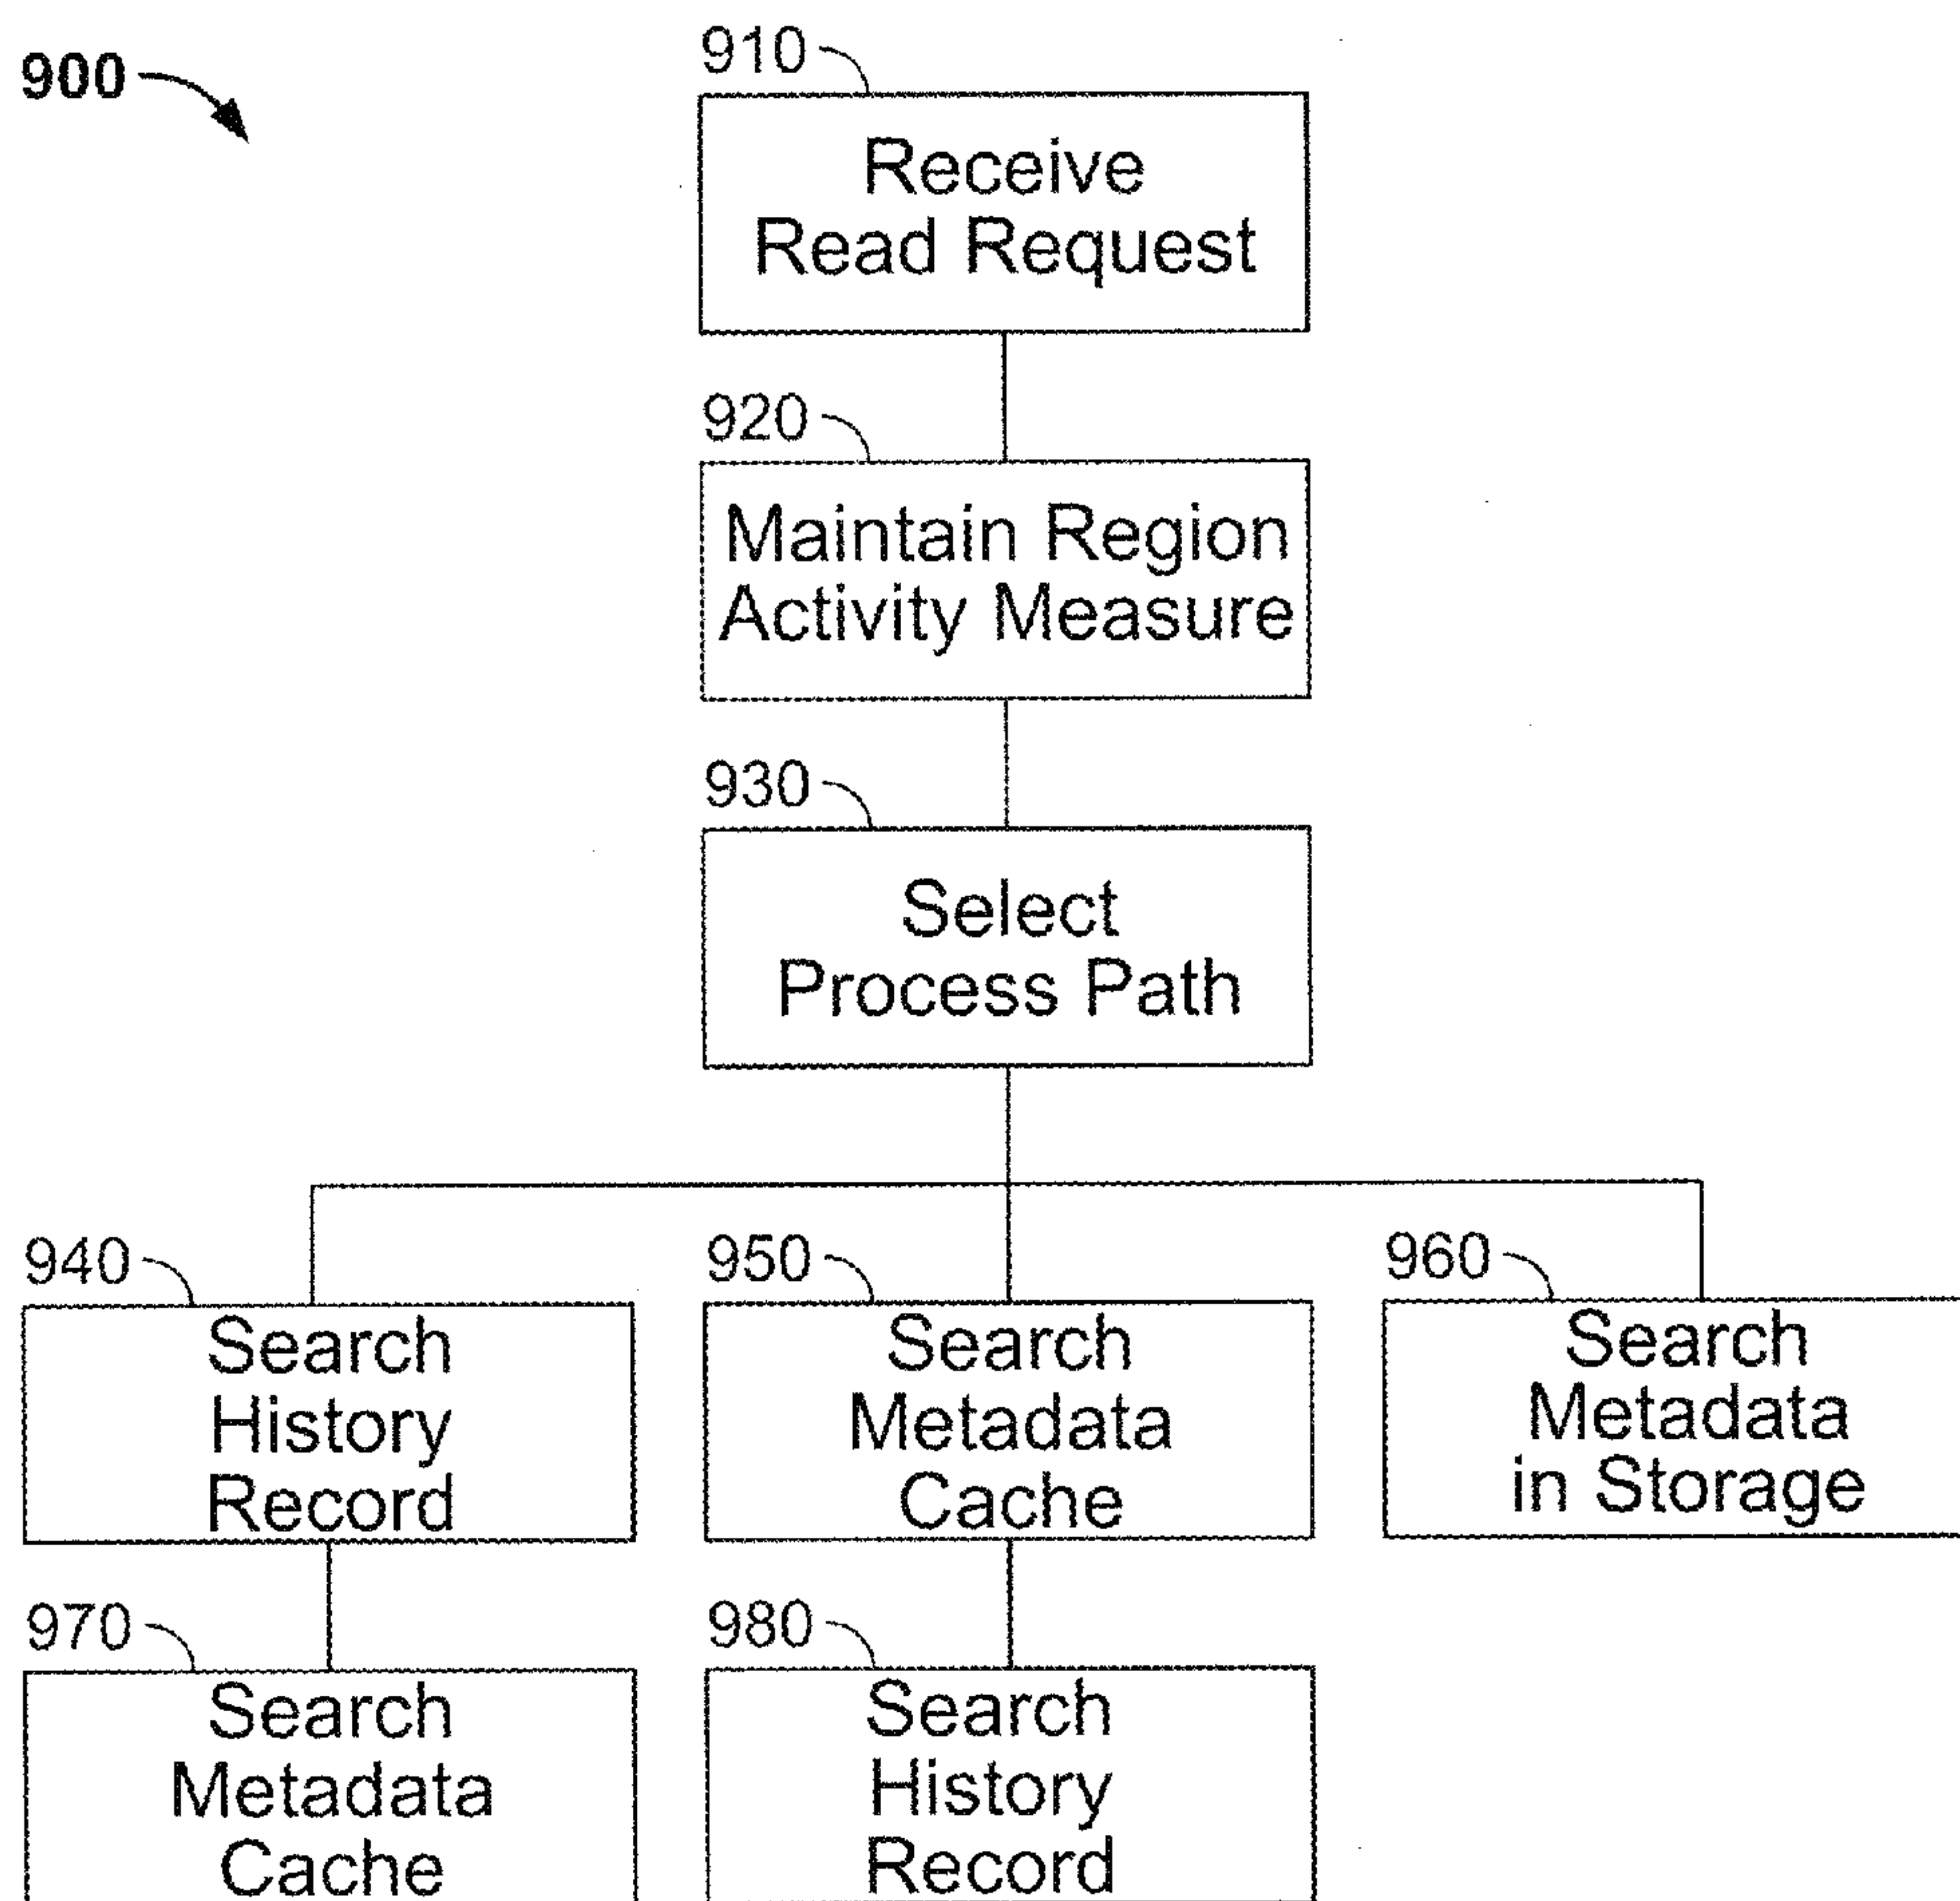 900
910
Receive
Read Request
920
Maintain Region
Activity Measure
930
Select
Process Path
940
Search
History
Record
950
Search
Metadata
Cache
960
Search
Metadata
in Storage
970
Search
Metadata
Cache
980
Search
History
Record